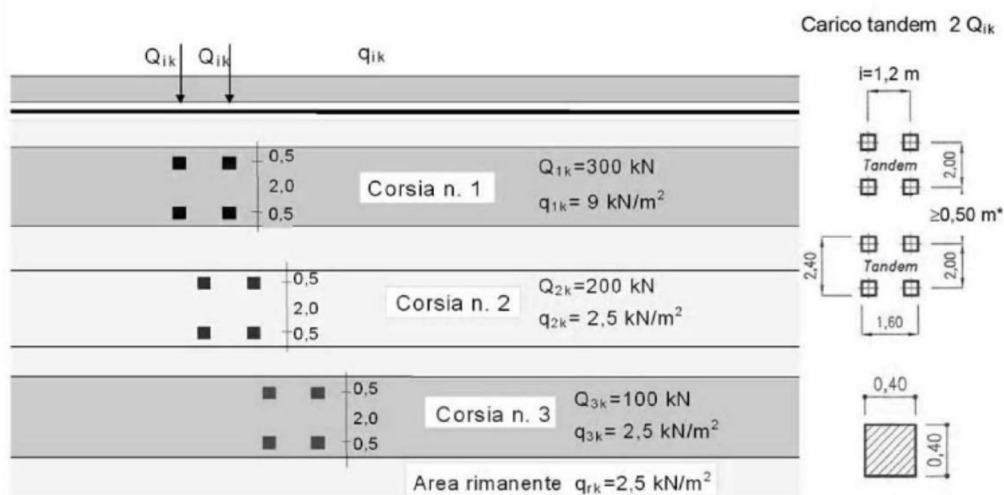 Carico tandem 2 Qik
Qik Qik qik
i=1,2 m
0,5
2,0
0,5
Corsia n. 1
Q1k=300 kN
q1k= 9 kN/m²
Tandem
2,00
≥0,50 m*
0,5
2,0
0,5
Corsia n. 2
Q2k=200 kN
q2k= 2,5 kN/m²
2,40
Tandem
2,00
1,60
0,5
2,0
0,5
Corsia n. 3
Q3k=100 kN
q3k= 2,5 kN/m²
0,40
0,40
Area rimanente qrk=2,5 kN/m²